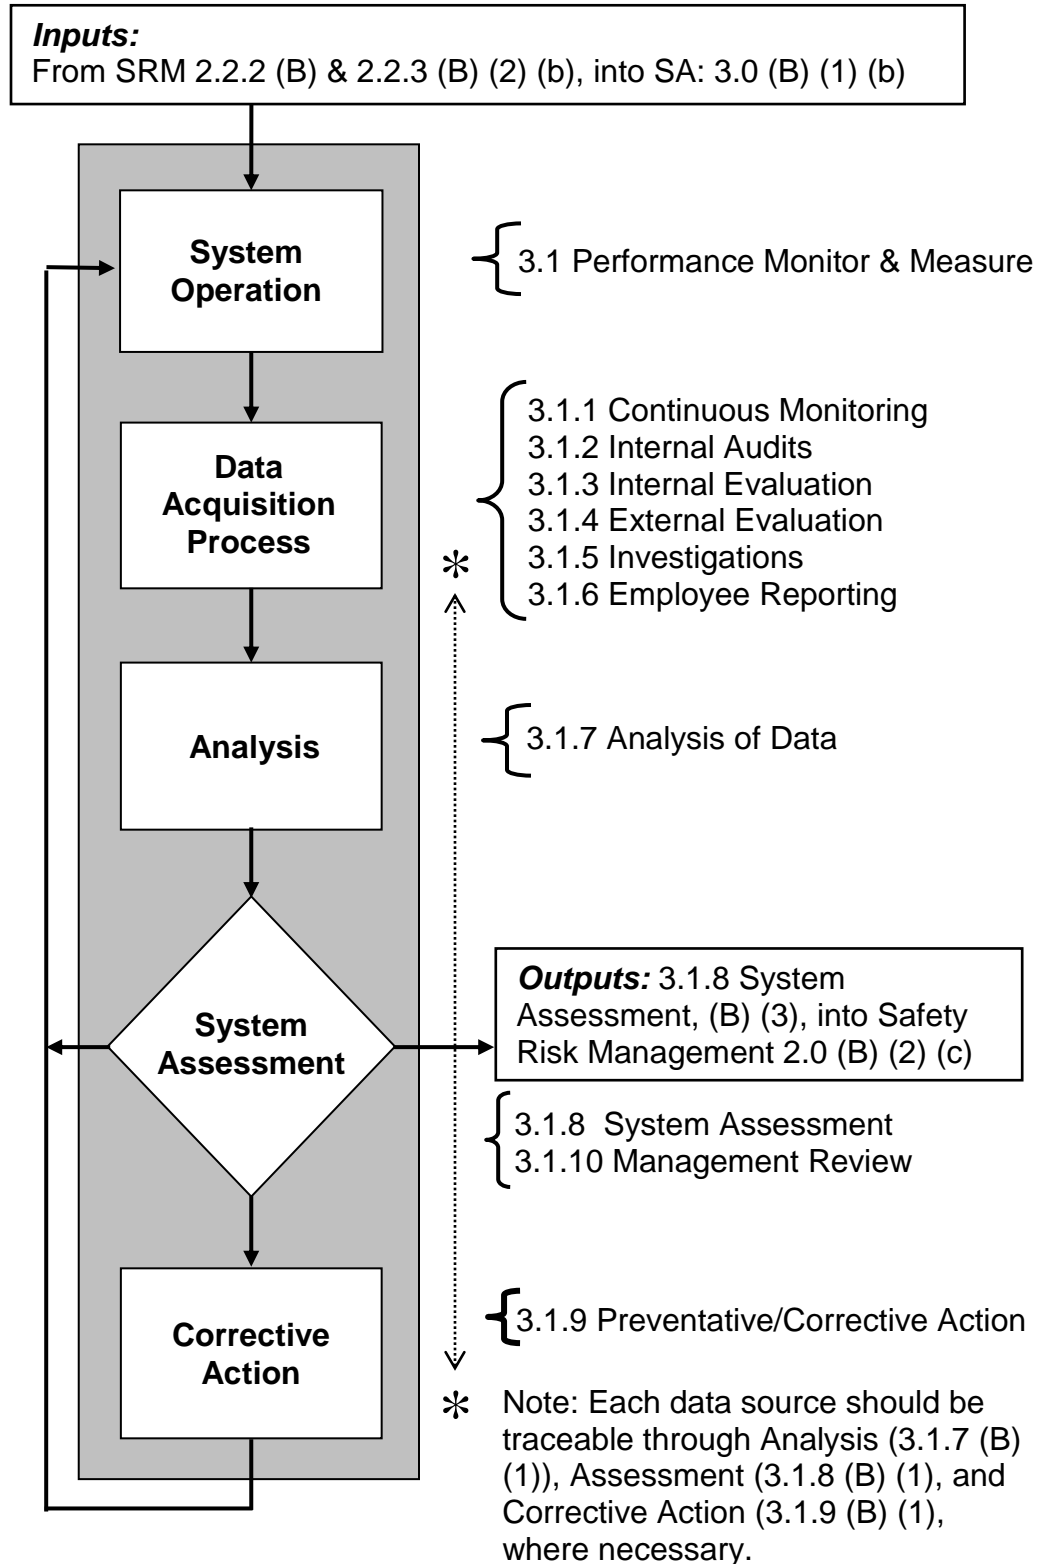 Inputs:
From SRM 2.2.2 (B) & 2.2.3 (B) (2) (b), into SA: 3.0 (B) (1) (b)
System
Operation
3.1 Performance Monitor & Measure
Data
Acquisition
Process
3.1.1 Continuous Monitoring
3.1.2 Internal Audits
3.1.3 Internal Evaluation
3.1.4 External Evaluation
3.1.5 Investigations
3.1.6 Employee Reporting
*
Analysis
3.1.7 Analysis of Data
System
Assessment
Outputs: 3.1.8 System
Assessment, (B) (3), into Safety
Risk Management 2.0 (B) (2) (c)
3.1.8  System Assessment
3.1.10 Management Review
Corrective
Action
3.1.9 Preventative/Corrective Action
* Note: Each data source should be
traceable through Analysis (3.1.7 (B)
(1)), Assessment (3.1.8 (B) (1), and
Corrective Action (3.1.9 (B) (1),
where necessary.